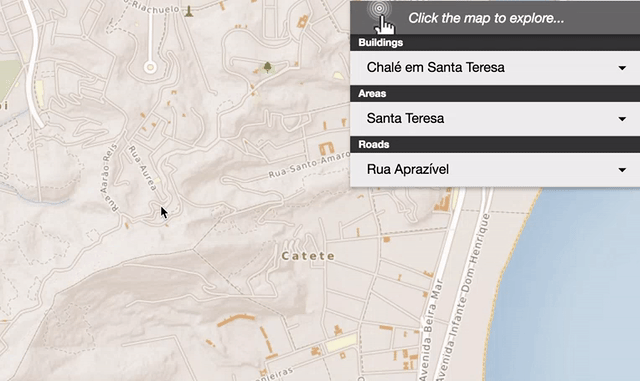 Riachuelo
Click the map to explore...
Buildings
Chalé em Santa Teresa
Areas
Santa Teresa
Roads
Rua Aprazível
Rua Aarão Reis
Rua Áurea
Rua Santo Amaro
Catete
Avenida Beira Mar
Avenida Infante Dom Henrique